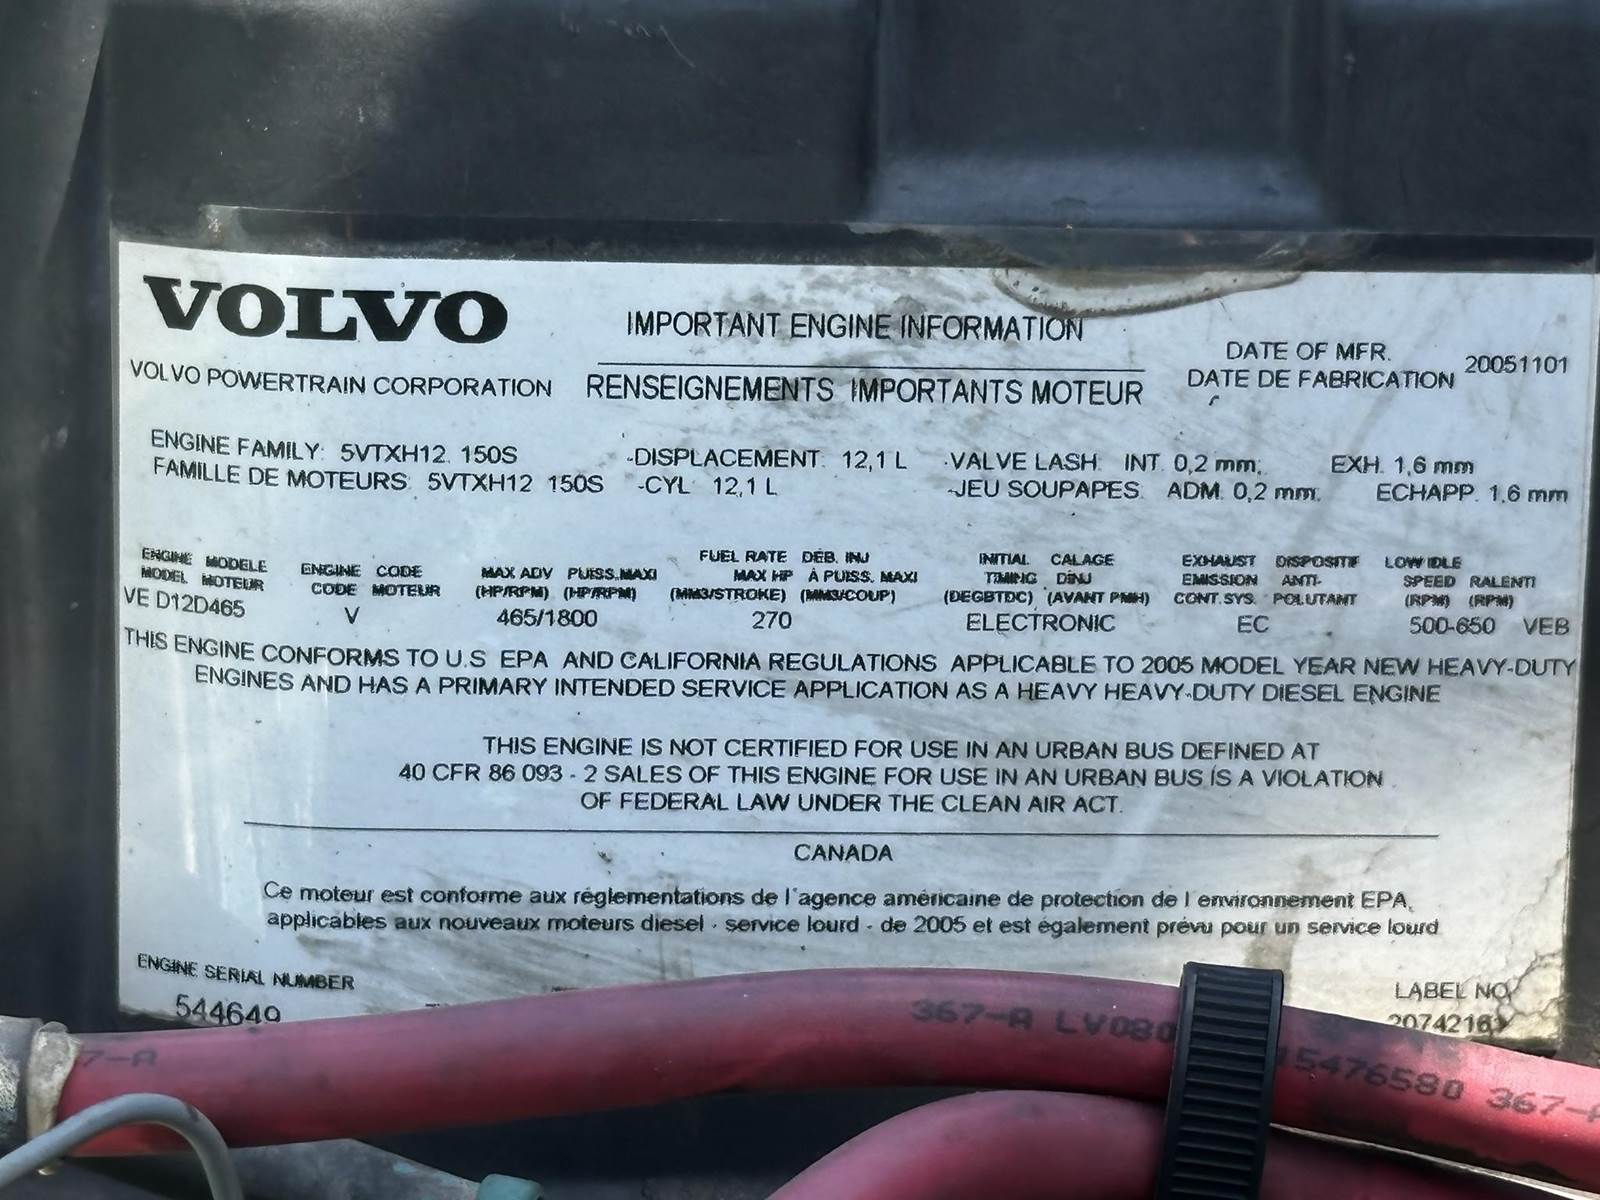 VOLVO
IMPORTANT ENGINE INFORMATION
DATE OF MFR. 20051101
VOLVO POWERTRAIN CORPORATION RENSEIGNEMENTS IMPORTANTS MOTEUR DATE DE FABRICATION
ENGINE FAMILY: 5VTXH12. 150S -DISPLACEMENT: 12,1 L -VALVE LASH: INT. 0,2 mm. EXH. 1,6 mm
FAMILLE DE MOTEURS: 5VTXH12 150S -CYL 12,1 L -JEU SOUPAPES: ADM. 0,2 mm. ECHAPP. 1,6 mm
ENGINE MODELE FUEL RATE DEB. INJ INITIAL CALAGE EXHAUST DISPOSITIF LOW IDLE
MODEL MOTEUR ENGINE CODE MAX ADV PUISS.MAXI MAX HP À PUISS. MAXI TIMING DINJ EMISSION ANTI- SPEED RALENTI
CODE MOTEUR (HP/RPM) (HP/RPM) (MM3/STROKE) (MM3/COUP) (DEGBTDC) (AVANT PMH) CONT.SYS. POLUTANT (RPM) (RPM)
VE D12D465 V 465/1800 270 ELECTRONIC EC 500-650 VEB
THIS ENGINE CONFORMS TO U.S EPA AND CALIFORNIA REGULATIONS APPLICABLE TO 2005 MODEL YEAR NEW HEAVY-DUTY
ENGINES AND HAS A PRIMARY INTENDED SERVICE APPLICATION AS A HEAVY HEAVY-DUTY DIESEL ENGINE
THIS ENGINE IS NOT CERTIFIED FOR USE IN AN URBAN BUS DEFINED AT
40 CFR 86 093 - 2 SALES OF THIS ENGINE FOR USE IN AN URBAN BUS IS A VIOLATION
OF FEDERAL LAW UNDER THE CLEAN AIR ACT.
CANADA
Ce moteur est conforme aux réglementations de l'agence américaine de protection de l environnement EPA,
applicables aux nouveaux moteurs diesel - service lourd - de 2005 et est également prévu pour un service lourd
ENGINE SERIAL NUMBER LABEL NO
544649 20742161
7-A 367-A LV080 15476580 367-A